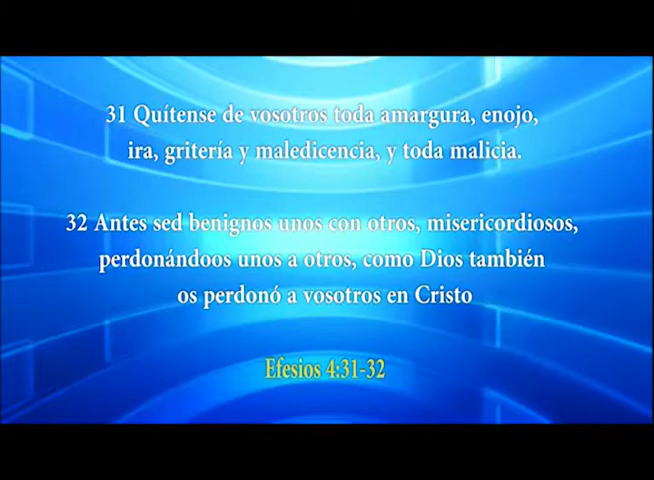 31 Quítense de vosotros toda amargura, enojo,
ira, gritería y maledicencia, y toda malicia.
32 Antes sed benignos unos con otros, misericordiosos,
perdonándoos unos a otros, como Dios también
os perdonó a vosotros en Cristo
Efesios 4:31-32